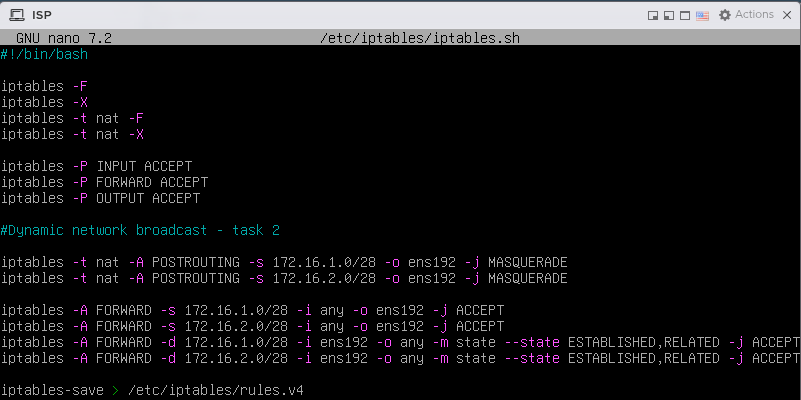 ISP
Actions
GNU nano 7.2 /etc/iptables/iptables.sh
#!/bin/bash
iptables -F
iptables -X
iptables -t nat -F
iptables -t nat -X
iptables -P INPUT ACCEPT
iptables -P FORWARD ACCEPT
iptables -P OUTPUT ACCEPT
#Dynamic network broadcast - task 2
iptables -t nat -A POSTROUTING -s 172.16.1.0/28 -o ens192 -j MASQUERADE
iptables -t nat -A POSTROUTING -s 172.16.2.0/28 -o ens192 -j MASQUERADE
iptables -A FORWARD -s 172.16.1.0/28 -i any -o ens192 -j ACCEPT
iptables -A FORWARD -s 172.16.2.0/28 -i any -o ens192 -j ACCEPT
iptables -A FORWARD -d 172.16.1.0/28 -i ens192 -o any -m state --state ESTABLISHED,RELATED -j ACCEPT
iptables -A FORWARD -d 172.16.2.0/28 -i ens192 -o any -m state --state ESTABLISHED,RELATED -j ACCEPT
iptables-save > /etc/iptables/rules.v4